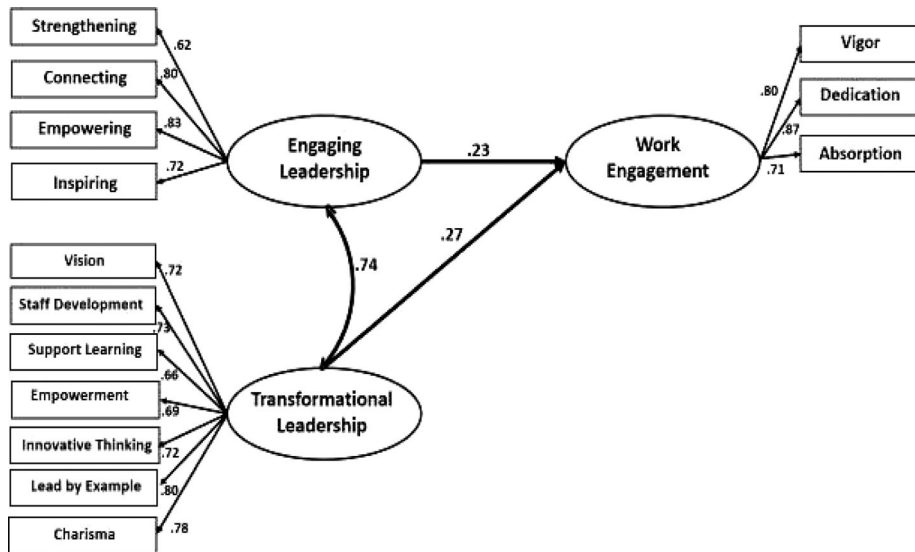 Strengthening
.62
Connecting
.80
Empowering
.83
Inspiring
.72
Engaging
Leadership
.23
Work
Engagement
Vigor
.80
Dedication
.87
Absorption
.71
.27
.74
Vision
.72
Staff Development
.73
Support Learning
.66
Empowerment
.69
Innovative Thinking
.72
Lead by Example
.80
Charisma
.78
Transformational
Leadership